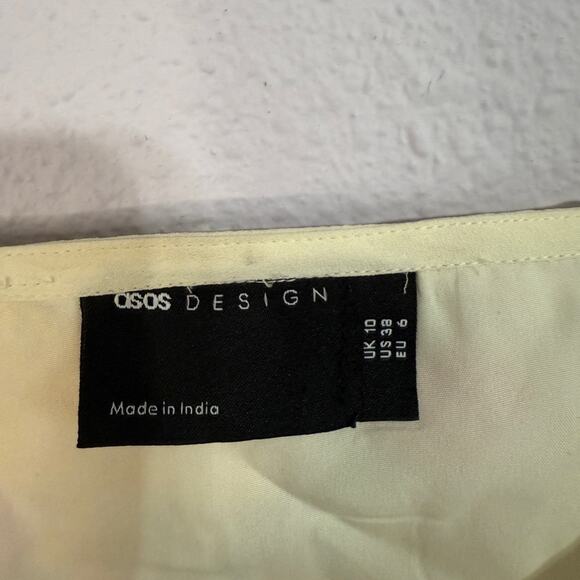 asos DESIGN
Made in India
UK 10
US 38
EU 6